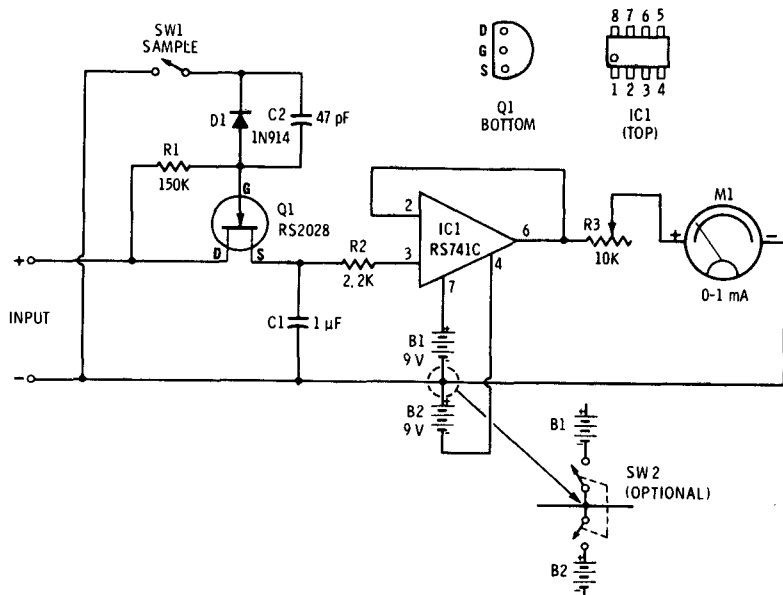 SW1
SAMPLE
D1
1N914
C2
47 pF
R1
150K
G
Q1
RS2028
D
S
+
INPUT
-
R2
2.2K
C1
1 µF
2
3
IC1
RS741C
6
4
7
R3
10K
M1
+
-
0-1 mA
B1
9 V
+
-
B2
9 V
+
-
D
G
S
Q1
BOTTOM
8 7 6 5
1 2 3 4
IC1
(TOP)
B1
+
-
SW2
(OPTIONAL)
B2
+
-